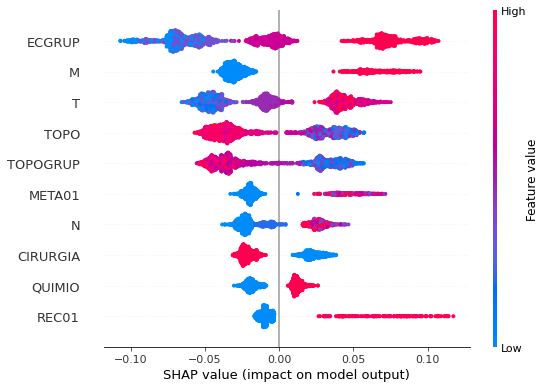 High
ECGRUP
M
T
TOPO
TOPOGRUP
META01
N
CIRURGIA
QUIMIO
REC01
Feature value
Low
−0.10 −0.05 0.00 0.05 0.10
SHAP value (impact on model output)